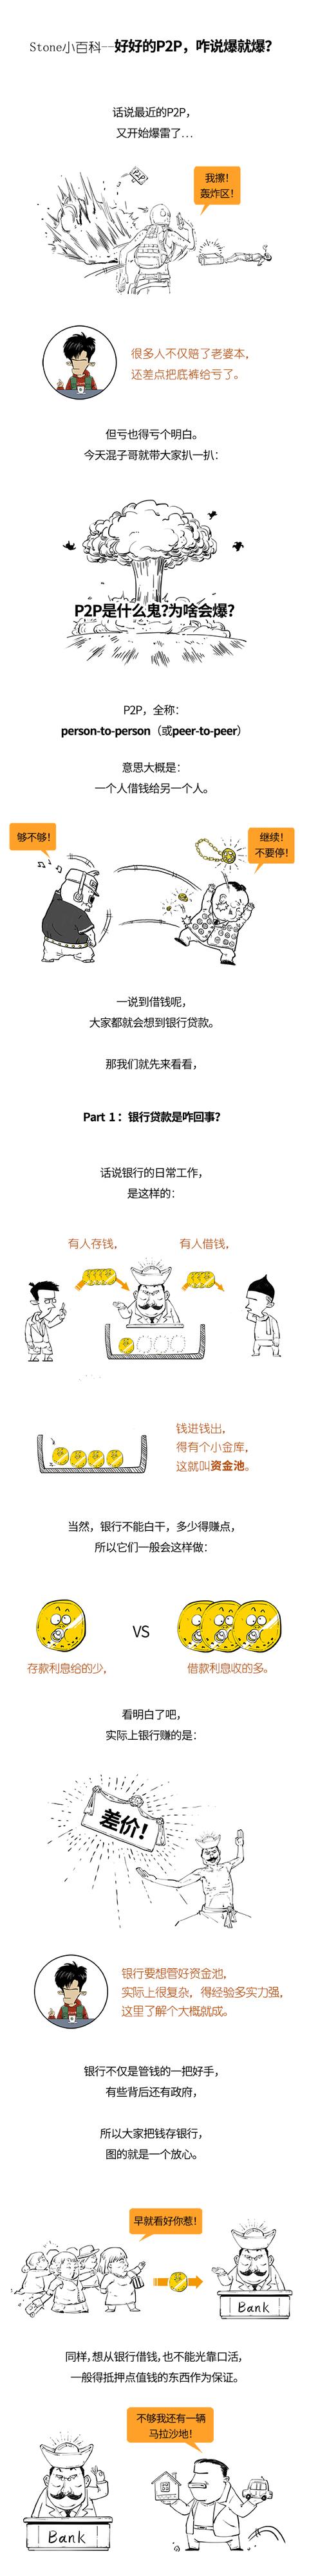 Stone小百科—好好的P2P，咋说爆就爆？
话说最近的P2P，
又开始爆雷了…
P2P
我擦！
轰炸区！
很多人不仅赔了老婆本，
还差点把底裤给亏了。
但亏也得亏个明白。
今天混子哥就带大家扒一扒：
P2P是什么鬼?为啥会爆?
P2P，全称：
person-to-person（或peer-to-peer）
意思大概是：
一个人借钱给另一个人。
够不够！
继续！
不要停！
一说到借钱呢，
大家都就会想到银行贷款。
那我们就先来看看，
Part 1：银行贷款是咋回事？
话说银行的日常工作，
是这样的：
有人存钱，
有人借钱，
钱进钱出，
得有个小金库，
这就叫资金池。
当然，银行不能白干，多少得赚点，
所以它们一般会这样做：
VS
存款利息给的少，
借款利息收的多。
看明白了吧，
实际上银行赚的是：
差价！
银行要想管好资金池，
实际上很复杂，得经验多实力强，
这里了解个大概就成。
银行不仅是管钱的一把好手，
有些背后还有政府，
所以大家把钱存银行，
图的就是一个放心。
早就看好你惹！
Bank
同样，想从银行借钱，也不能光靠口活，
一般得抵押点值钱的东西作为保证。
不够我还有一辆
马拉沙地！
Bank